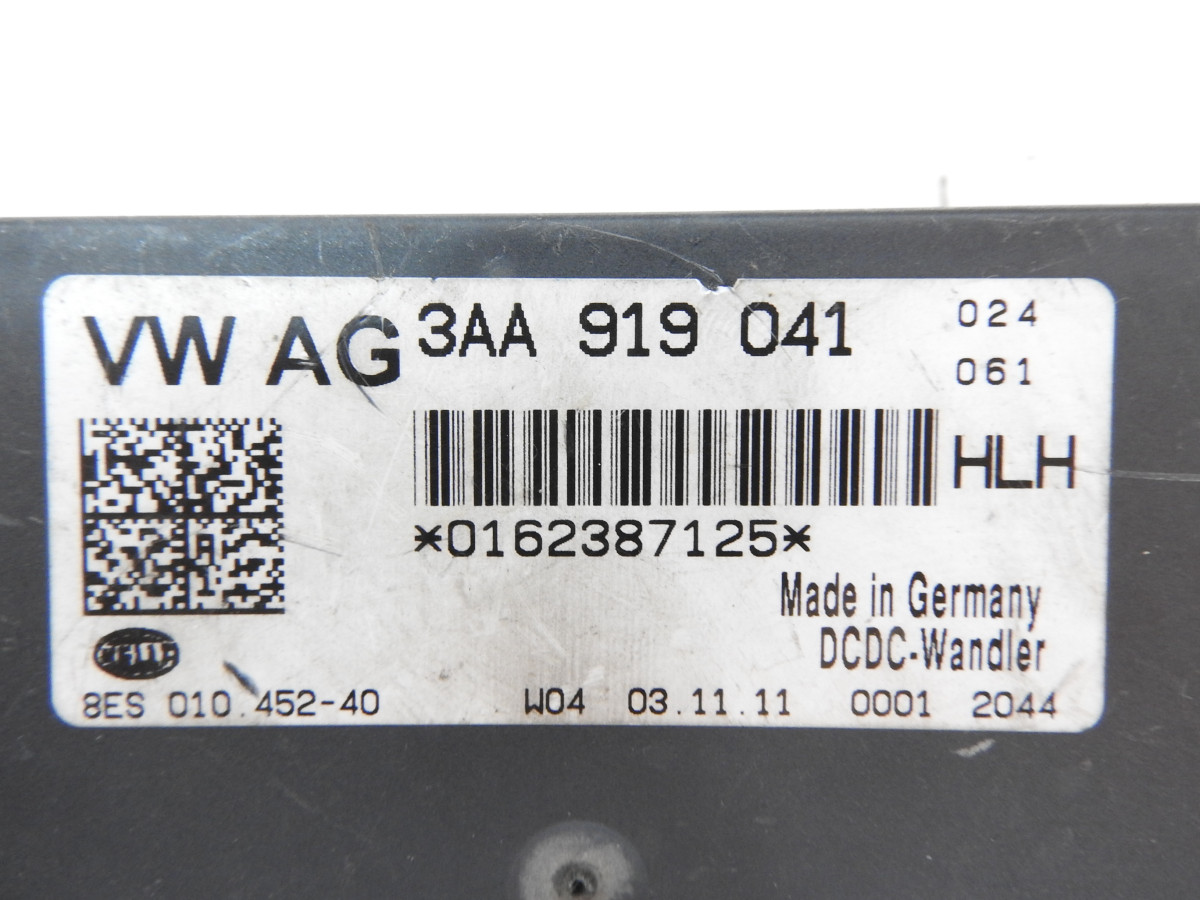 VW AG 3AA 919 041 024
061
HLH
*0162387125*
Made in Germany
DCDC-Wandler
8ES 010.452-40 W04 03.11.11 0001 2044